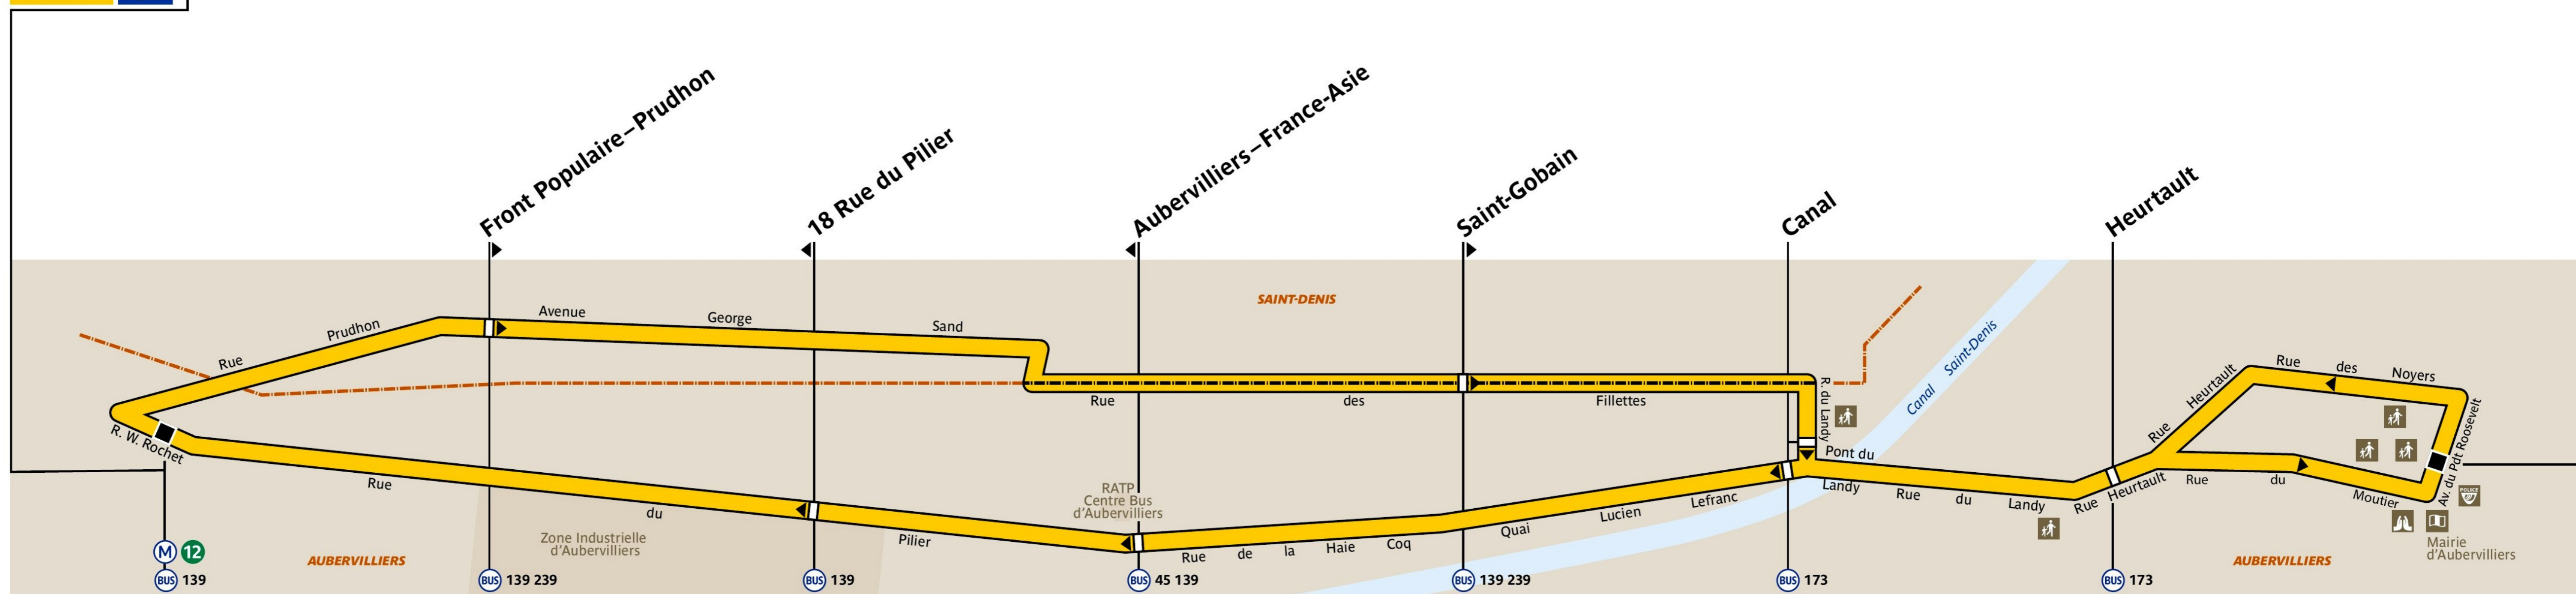 Front Populaire–Prudhon
18 Rue du Pilier
Aubervilliers–France-Asie
Saint-Gobain
Canal
Heurtault
SAINT-DENIS
Rue Prudhon
Avenue George Sand
Rue des Fillettes
R. du Landy
Canal Saint-Denis
Rue Heurtault
Rue des Noyers
Av. du Pdt Roosevelt
R. W. Rochet
Rue du Pilier
RATP
Centre Bus
d'Aubervilliers
Rue de la Haie Coq
Quai Lucien Lefranc
Pont du
Landy
Rue du Landy
Rue Heurtault
Rue du Moutier
POLICE
Zone Industrielle
d'Aubervilliers
Mairie
d'Aubervilliers
AUBERVILLIERS
AUBERVILLIERS
M 12
BUS 139
BUS 139 239
BUS 139
BUS 45 139
BUS 139 239
BUS 173
BUS 173